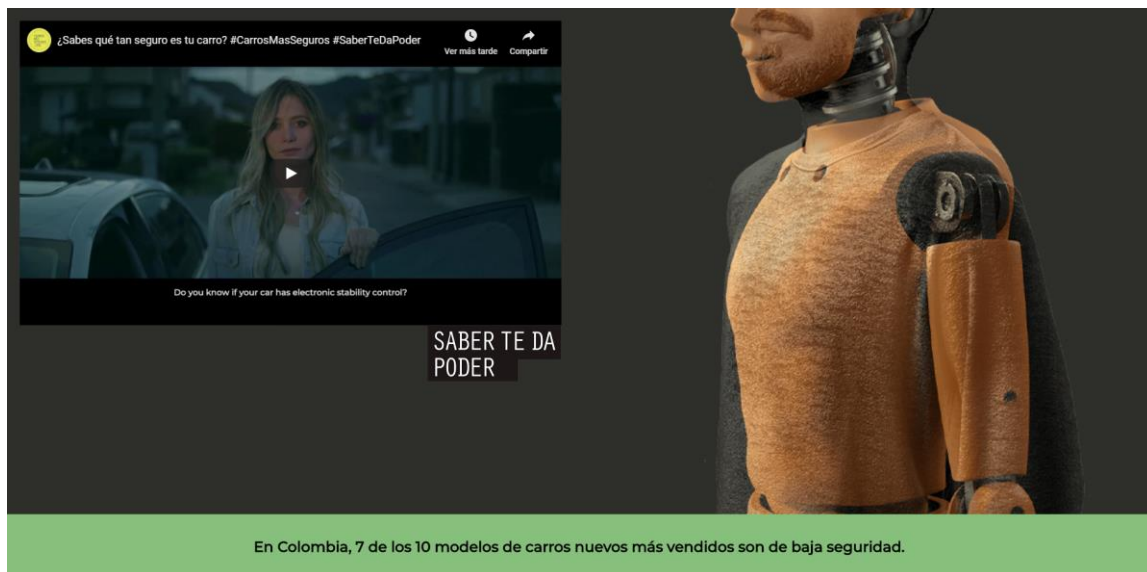 ¿Sabes qué tan seguro es tu carro? #CarrosMasSeguros #SaberTeDaPoder
Ver más tarde
Compartir
Do you know if your car has electronic stability control?
SABER TE DA
PODER
En Colombia, 7 de los 10 modelos de carros nuevos más vendidos son de baja seguridad.